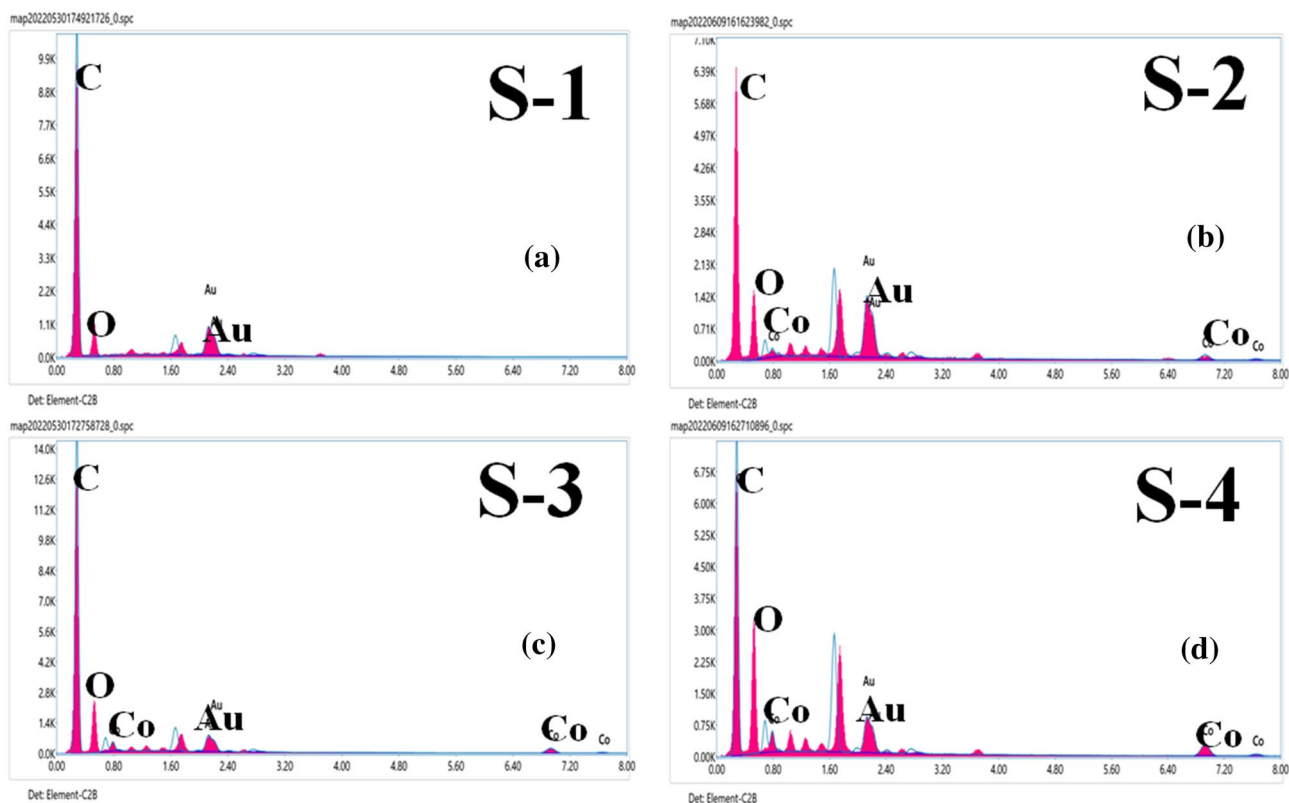 map20220530174921726_0.spc
9.9K
C
S-1
8.8K
7.7K
6.6K
5.5K
4.4K
(a)
3.3K
2.2K
Au
1.1K
O
Au
0.0K
0.00 0.80 1.60 2.40 3.20 4.00 4.80 5.60 6.40 7.20 8.00
Det: Element-C2B
map20220609161623982_0.spc
7.10K
6.39K
C
S-2
5.68K
4.97K
4.26K
3.55K
2.84K
(b)
2.13K
Au
O
Au
1.42K
Au
Co
Co
0.71K
Co
Co
Co
0.00K
0.00 0.80 1.60 2.40 3.20 4.00 4.80 5.60 6.40 7.20 8.00
Det: Element-C2B
map20220530172758728_0.spc
14.0K
C
S-3
12.6K
11.2K
9.8K
8.4K
7.0K
5.6K
(c)
4.2K
O
2.8K
Au
Au
Co
Co
1.4K
Co
Co
0.0K
0.00 0.80 1.60 2.40 3.20 4.00 4.80 5.60 6.40 7.20 8.00
Det: Element-C2B
map20220609162710896_0.spc
6.75K
C
S-4
6.00K
5.25K
4.50K
3.75K
3.00K
O
(d)
2.25K
1.50K
Au
Co
Au
0.75K
Co
Co
Co
Co
0.00K
0.00 0.80 1.60 2.40 3.20 4.00 4.80 5.60 6.40 7.20 8.00
Det: Element-C2B